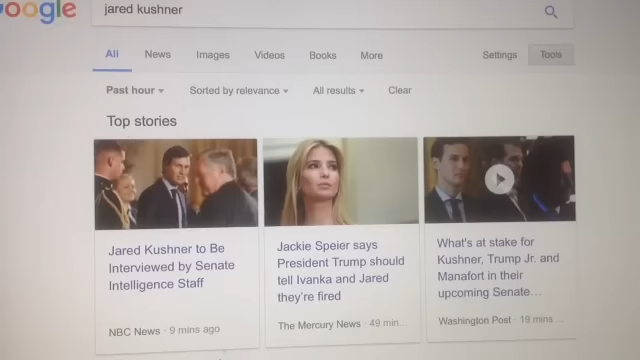 oogle
jared kushner
All News Images Videos Books More Settings Tools
Past hour Sorted by relevance All results Clear
Top stories
Jared Kushner to Be
Interviewed by Senate
Intelligence Staff
NBC News · 9 mins ago
Jackie Speier says
President Trump should
tell Ivanka and Jared
they're fired
The Mercury News · 49 min...
What's at stake for
Kushner, Trump Jr. and
Manafort in their
upcoming Senate...
Washington Post · 19 mins ...